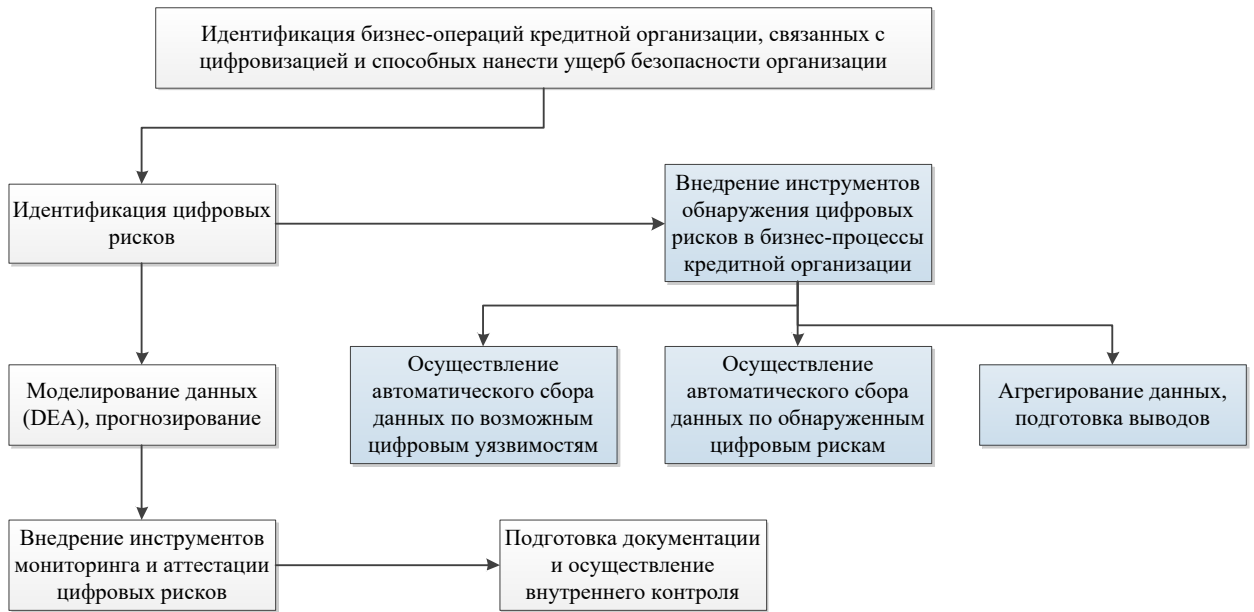 Идентификация бизнес-операций кредитной организации, связанных с
цифровизацией и способных нанести ущерб безопасности организации
Идентификация цифровых
рисков
Внедрение инструментов
обнаружения цифровых
рисков в бизнес-процессы
кредитной организации
Моделирование данных
(DEA), прогнозирование
Осуществление
автоматического сбора
данных по возможным
цифровым уязвимостям
Осуществление
автоматического сбора
данных по обнаруженным
цифровым рискам
Агрегирование данных,
подготовка выводов
Внедрение инструментов
мониторинга и аттестации
цифровых рисков
Подготовка документации
и осуществление
внутреннего контроля